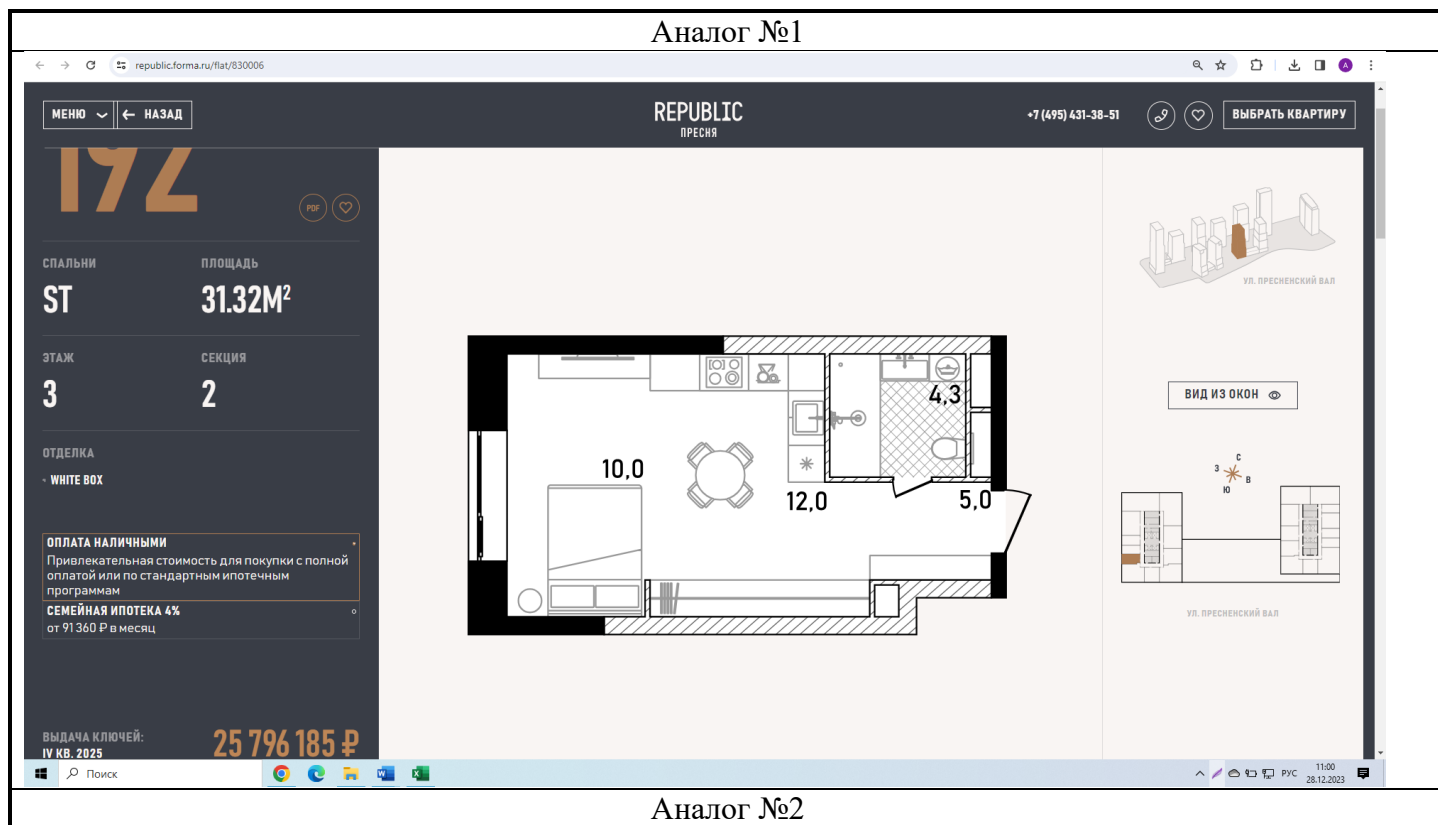 Аналог №1
republic.forma.ru/flat/830006
МЕНЮ
НАЗАД
REPUBLIC
ПРЕСНЯ
+7 (495) 431-38-51
ВЫБРАТЬ КВАРТИРУ
192
PDF
СПАЛЬНИ ПЛОЩАДЬ
ST 31.32М²
ЭТАЖ СЕКЦИЯ
3 2
ОТДЕЛКА
WHITE BOX
ОПЛАТА НАЛИЧНЫМИ
Привлекательная стоимость для покупки с полной
оплатой или по стандартным ипотечным
программам
СЕМЕЙНАЯ ИПОТЕКА 4%
от 91 360 ₽ в месяц
ВЫДАЧА КЛЮЧЕЙ:
IV КВ. 2025
25 796 185 ₽
4,3
10,0
12,0
5,0
УЛ. ПРЕСНЕНСКИЙ ВАЛ
ВИД ИЗ ОКОН
С
З
В
Ю
УЛ. ПРЕСНЕНСКИЙ ВАЛ
Поиск
РУС
11:00
28.12.2023
Аналог №2